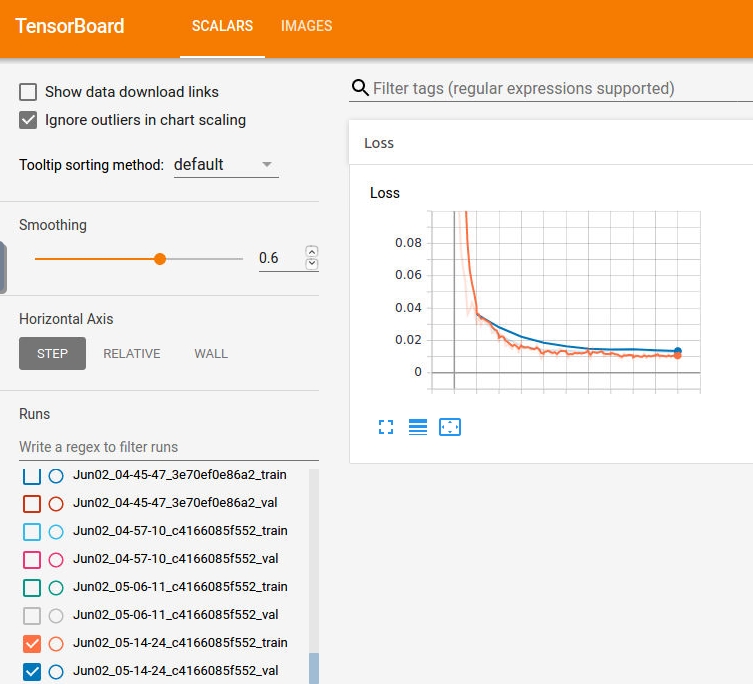 TensorBoard
SCALARS IMAGES
Show data download links
Ignore outliers in chart scaling
Tooltip sorting method: default
Smoothing
0.6
Horizontal Axis
STEP RELATIVE WALL
Runs
Write a regex to filter runs
Jun02_04-45-47_3e70ef0e86a2_train
Jun02_04-45-47_3e70ef0e86a2_val
Jun02_04-57-10_c4166085f552_train
Jun02_04-57-10_c4166085f552_val
Jun02_05-06-11_c4166085f552_train
Jun02_05-06-11_c4166085f552_val
Jun02_05-14-24_c4166085f552_train
Jun02_05-14-24_c4166085f552_val
Filter tags (regular expressions supported)
Loss
Loss
0.08
0.06
0.04
0.02
0